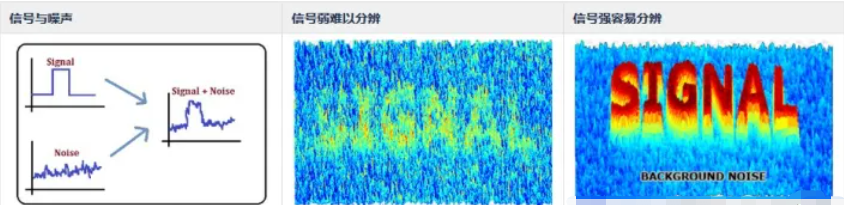 信号与噪声
信号弱难以分辨
信号强容易分辨
Signal
Signal + Noise
Noise
SIGNAL
SIGNAL
BACKGROUND NOISE